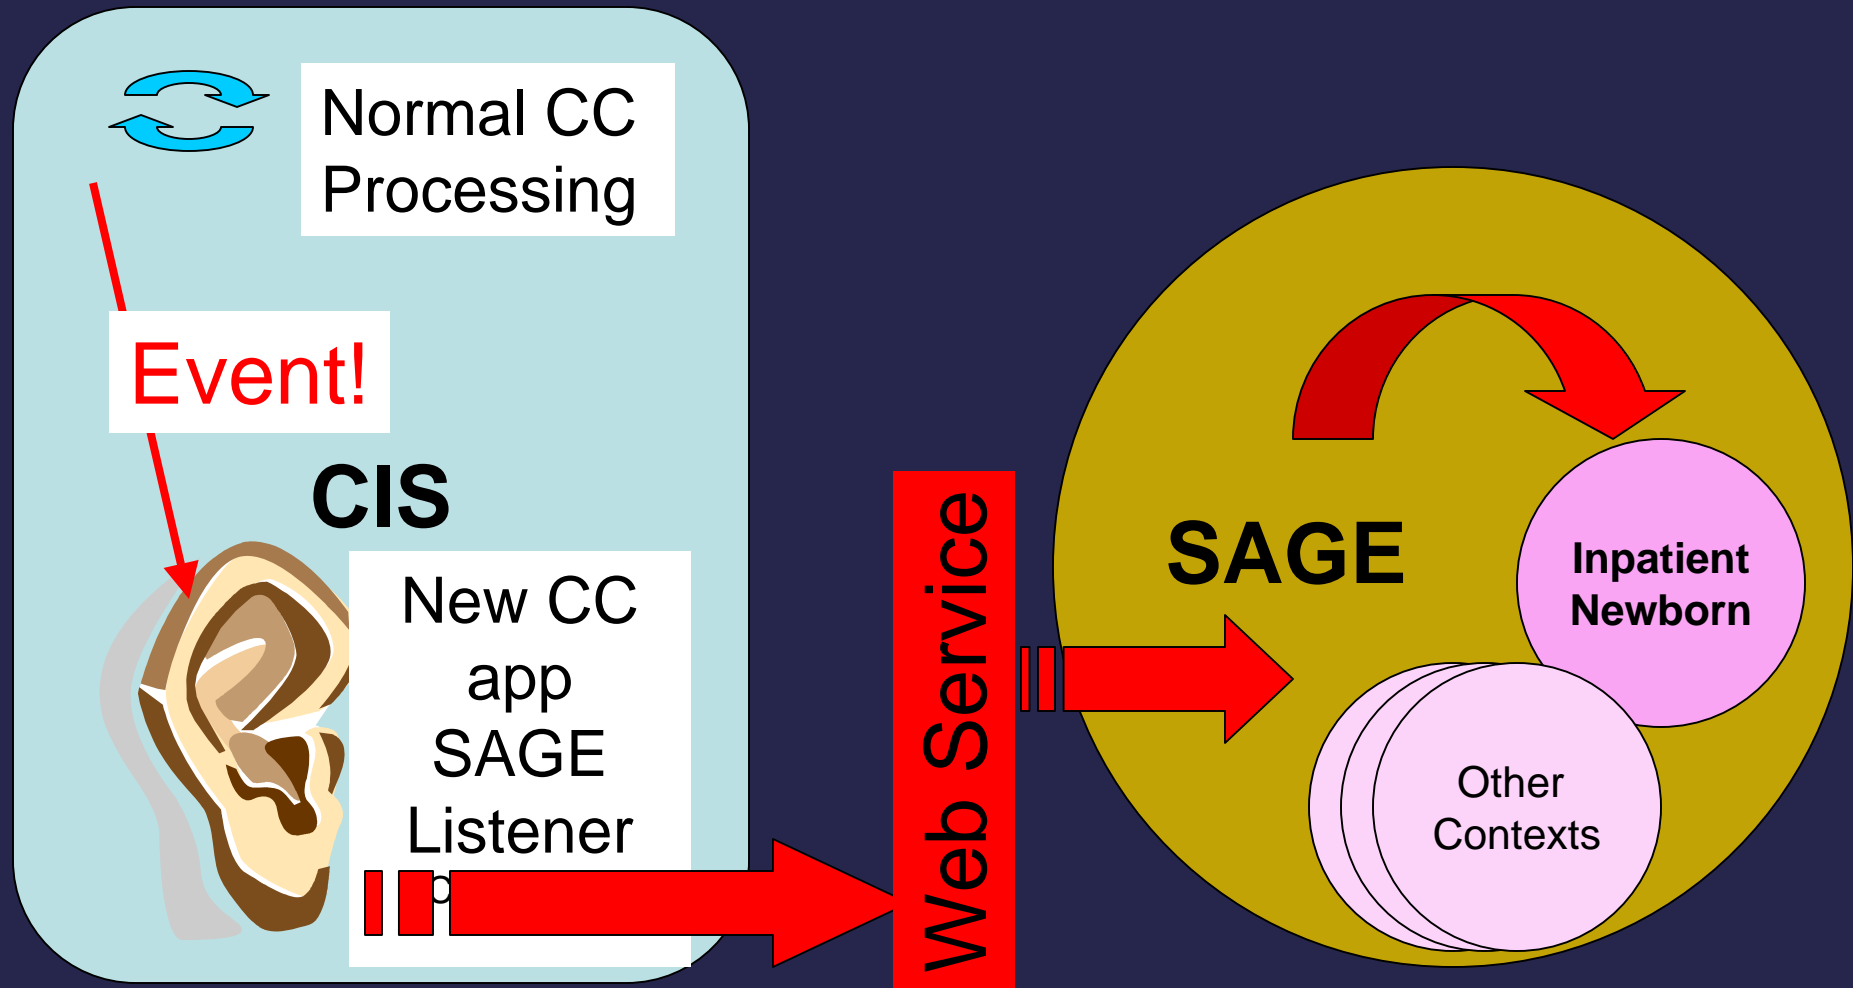 Normal CC
Processing
Event!
CIS
New CC
app
SAGE
Listener
Web Service
SAGE
Inpatient
Newborn
Other
Contexts